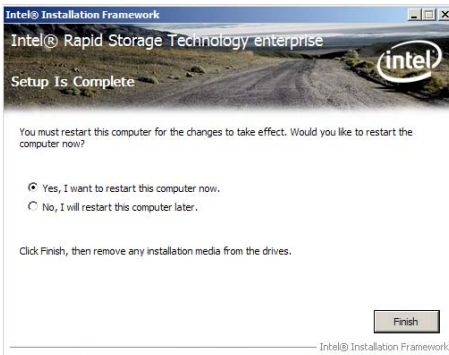 Intel® Installation Framework
Intel® Rapid Storage Technology enterprise
intel
Setup Is Complete
You must restart this computer for the changes to take effect. Would you like to restart the
computer now?
Yes, I want to restart this computer now.
No, I will restart this computer later.
Click Finish, then remove any installation media from the drives.
Finish
Intel® Installation Framework